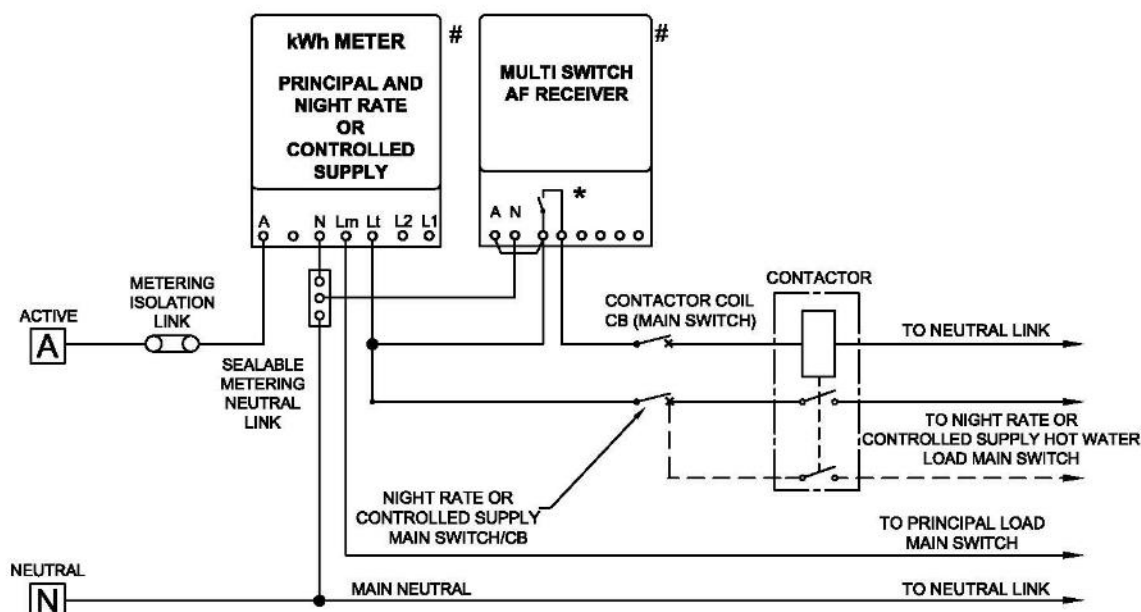 kWh METER
PRINCIPAL AND
NIGHT RATE
OR
CONTROLLED
SUPPLY
#
MULTI SWITCH
AF RECEIVER
#
*
A N Lm Lt L2 L1
A N
METERING
ISOLATION
LINK
ACTIVE
A
SEALABLE
METERING
NEUTRAL
LINK
CONTACTOR COIL
CB (MAIN SWITCH)
CONTACTOR
TO NEUTRAL LINK
TO NIGHT RATE OR
CONTROLLED SUPPLY HOT WATER
LOAD MAIN SWITCH
NIGHT RATE OR
CONTROLLED SUPPLY
MAIN SWITCH/CB
TO PRINCIPAL LOAD
MAIN SWITCH
NEUTRAL
N
MAIN NEUTRAL
TO NEUTRAL LINK